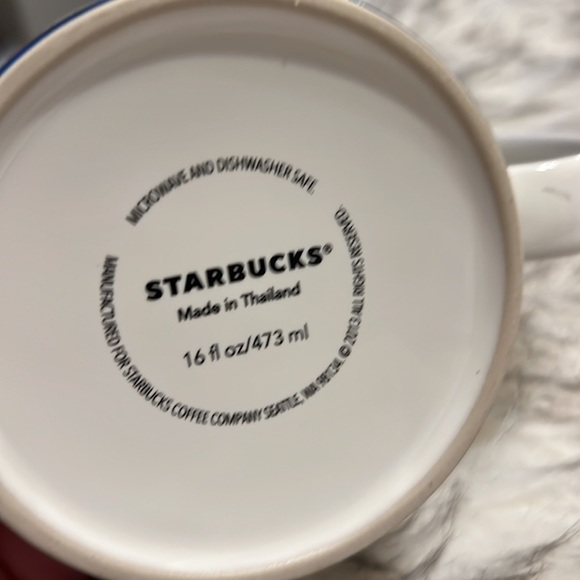 MICROWAVE AND DISHWASHER SAFE.
STARBUCKS®
Made in Thailand
16 fl oz/473 ml
MANUFACTURED FOR STARBUCKS COFFEE COMPANY SEATTLE, WA 98134. © 2013 ALL RIGHTS RESERVED.